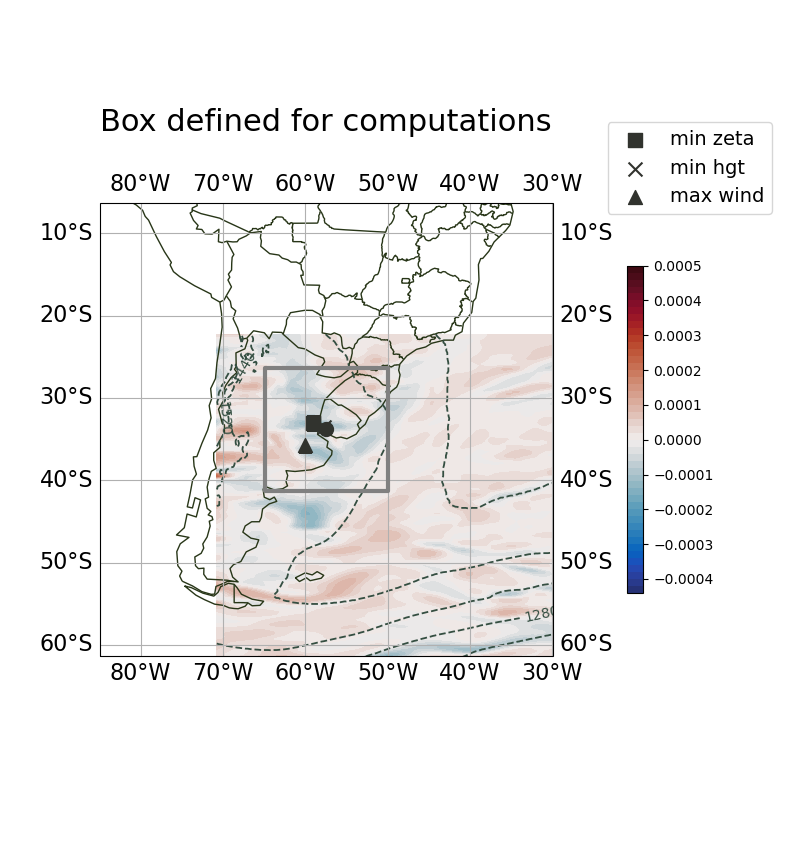 Box defined for computations
min zeta
min hgt
max wind
80°W 70°W 60°W 50°W 40°W 30°W
10°S 10°S
20°S 20°S
30°S 30°S
40°S 40°S
50°S 50°S
60°S 60°S
80°W 70°W 60°W 50°W 40°W 30°W
0.0005
0.0004
0.0003
0.0002
0.0001
0.0000
−0.0001
−0.0002
−0.0003
−0.0004